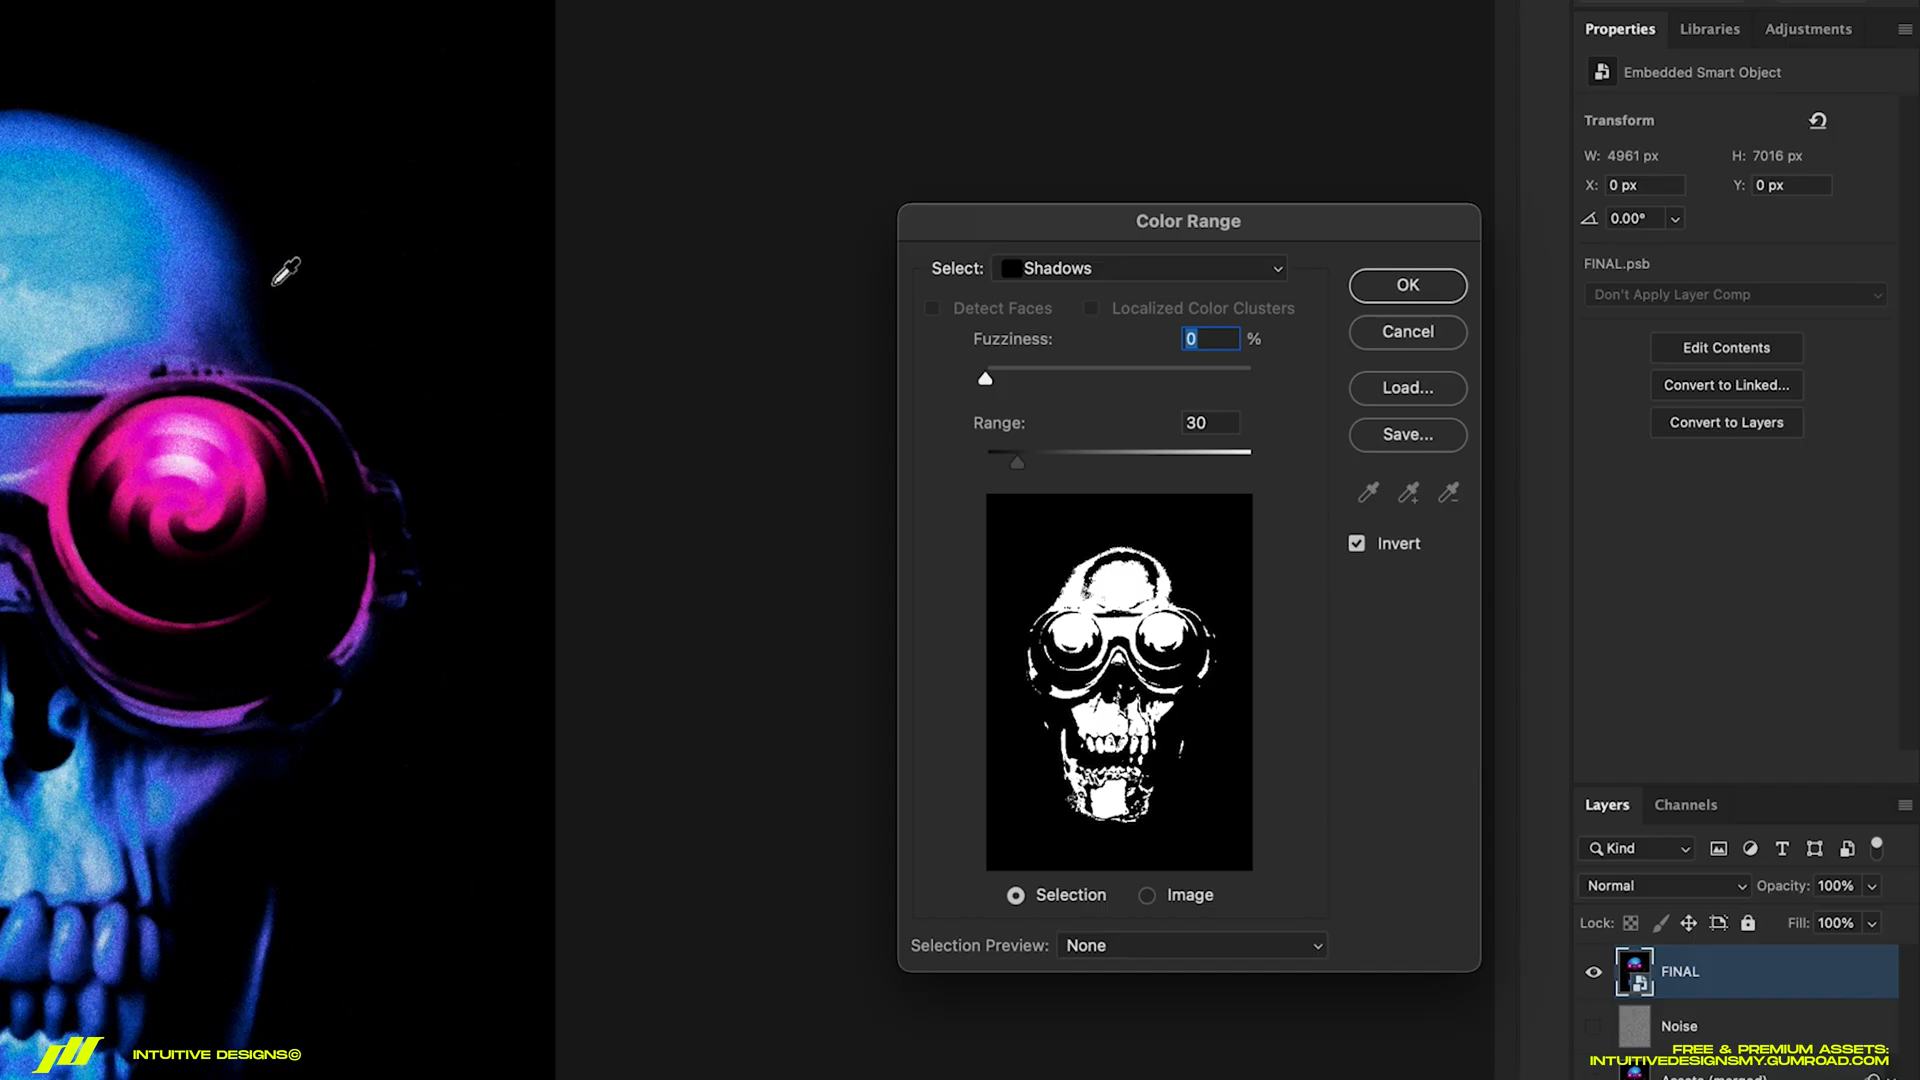 Properties
Libraries
Adjustments
Embedded Smart Object
Transform
W: 4961 px
H: 7016 px
X: 0 px
Y: 0 px
0.00°
FINAL.psb
Don't Apply Layer Comp
Edit Contents
Convert to Linked...
Convert to Layers
Color Range
Select: Shadows
Detect Faces
Localized Color Clusters
Fuzziness: 0 %
Range: 30
OK
Cancel
Load...
Save...
Invert
Selection
Image
Selection Preview: None
Layers
Channels
Kind
Normal
Opacity: 100%
Lock:
Fill: 100%
FINAL
Noise
INTUITIVE DESIGNS©
FREE & PREMIUM ASSETS:
INTUITIVEDESIGNSMY.GUMROAD.COM